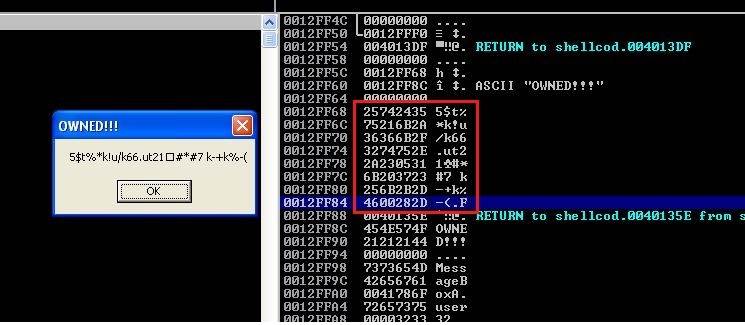 OWNED!!!
5$t%*k!u/k66.ut21□#*#7 k-+k%-(
OK
0012FF4C 00000000 ....
0012FF50 0012FFF0 ≡ ↕.
0012FF54 004013DF ▀‼@. RETURN to shellcod.004013DF
0012FF58 00000000 ....
0012FF5C 0012FF68 h ↕.
0012FF60 0012FF8C î ↕. ASCII "OWNED!!!"
0012FF64 00000000 ....
0012FF68 25742435 5$t%
0012FF6C 75216B2A *k!u
0012FF70 36366B2F /k66
0012FF74 3274752E .ut2
0012FF78 2A230531 1♣#*
0012FF7C 6B203723 #7 k
0012FF80 256B2B2D -+k%
0012FF84 4600282D -(.F
0012FF88 0040135E ^‼@. RETURN to shellcod.0040135E from s
0012FF8C 454E574F OWNE
0012FF90 21212144 D!!!
0012FF94 00000000 ....
0012FF98 7373654D Mess
0012FF9C 42656761 ageB
0012FFA0 0041786F oxA.
0012FFA4 72657375 user
0012FFA8 00003233 32..